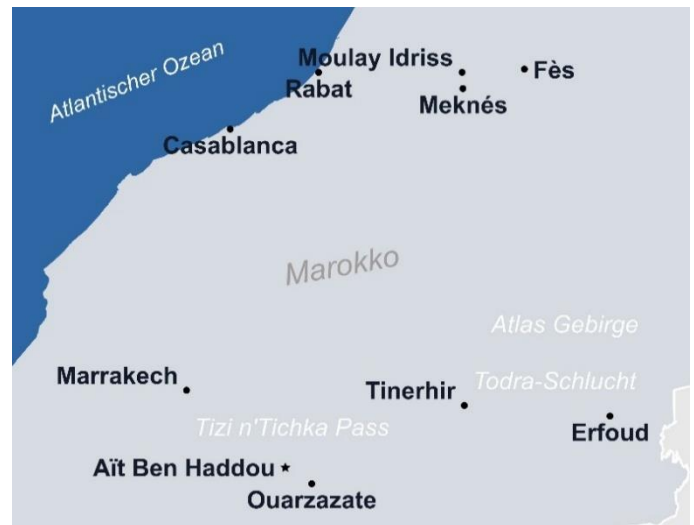 Atlantischer Ozean
Moulay Idriss
Fès
Rabat
Meknés
Casablanca
Marokko
Atlas Gebirge
Marrakech
Tinerhir
Todra-Schlucht
Tizi n'Tichka Pass
Erfoud
Aït Ben Haddou
Ouarzazate